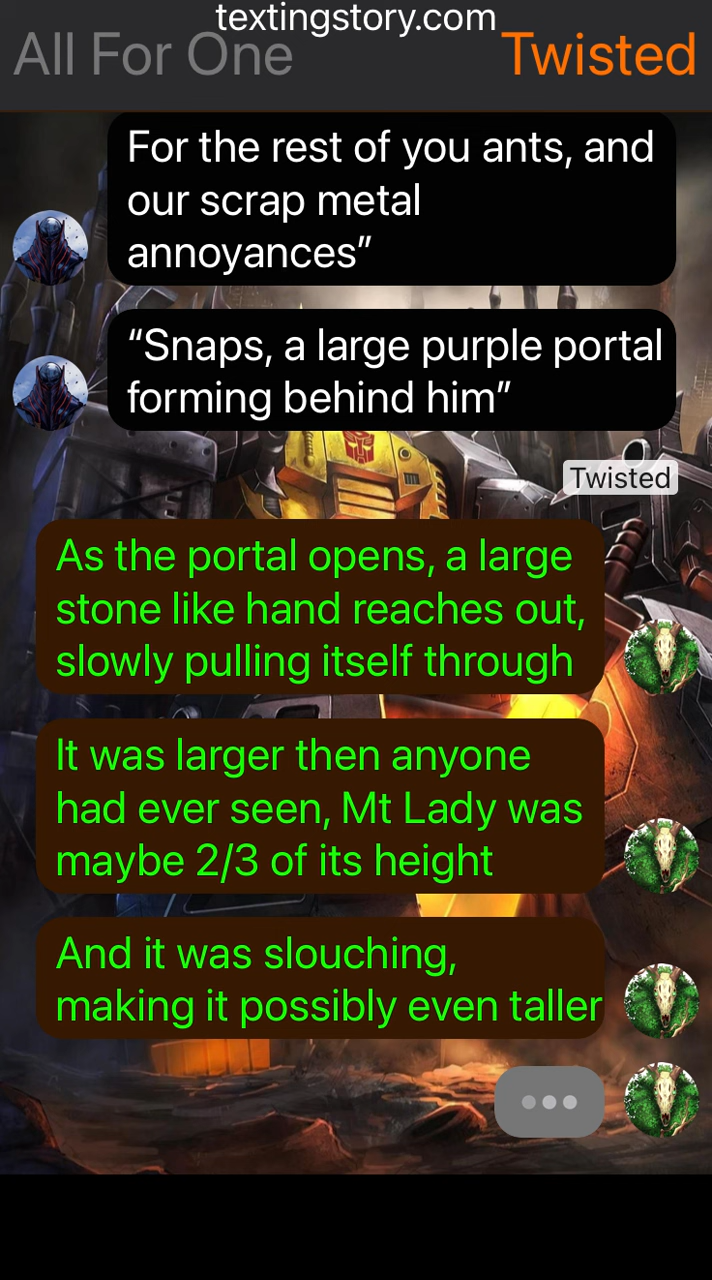 textingstory.com
All For One
Twisted
For the rest of you ants, and
our scrap metal
annoyances”
“Snaps, a large purple portal
forming behind him”
Twisted
As the portal opens, a large
stone like hand reaches out,
slowly pulling itself through
It was larger then anyone
had ever seen, Mt Lady was
maybe 2/3 of its height
And it was slouching,
making it possibly even taller